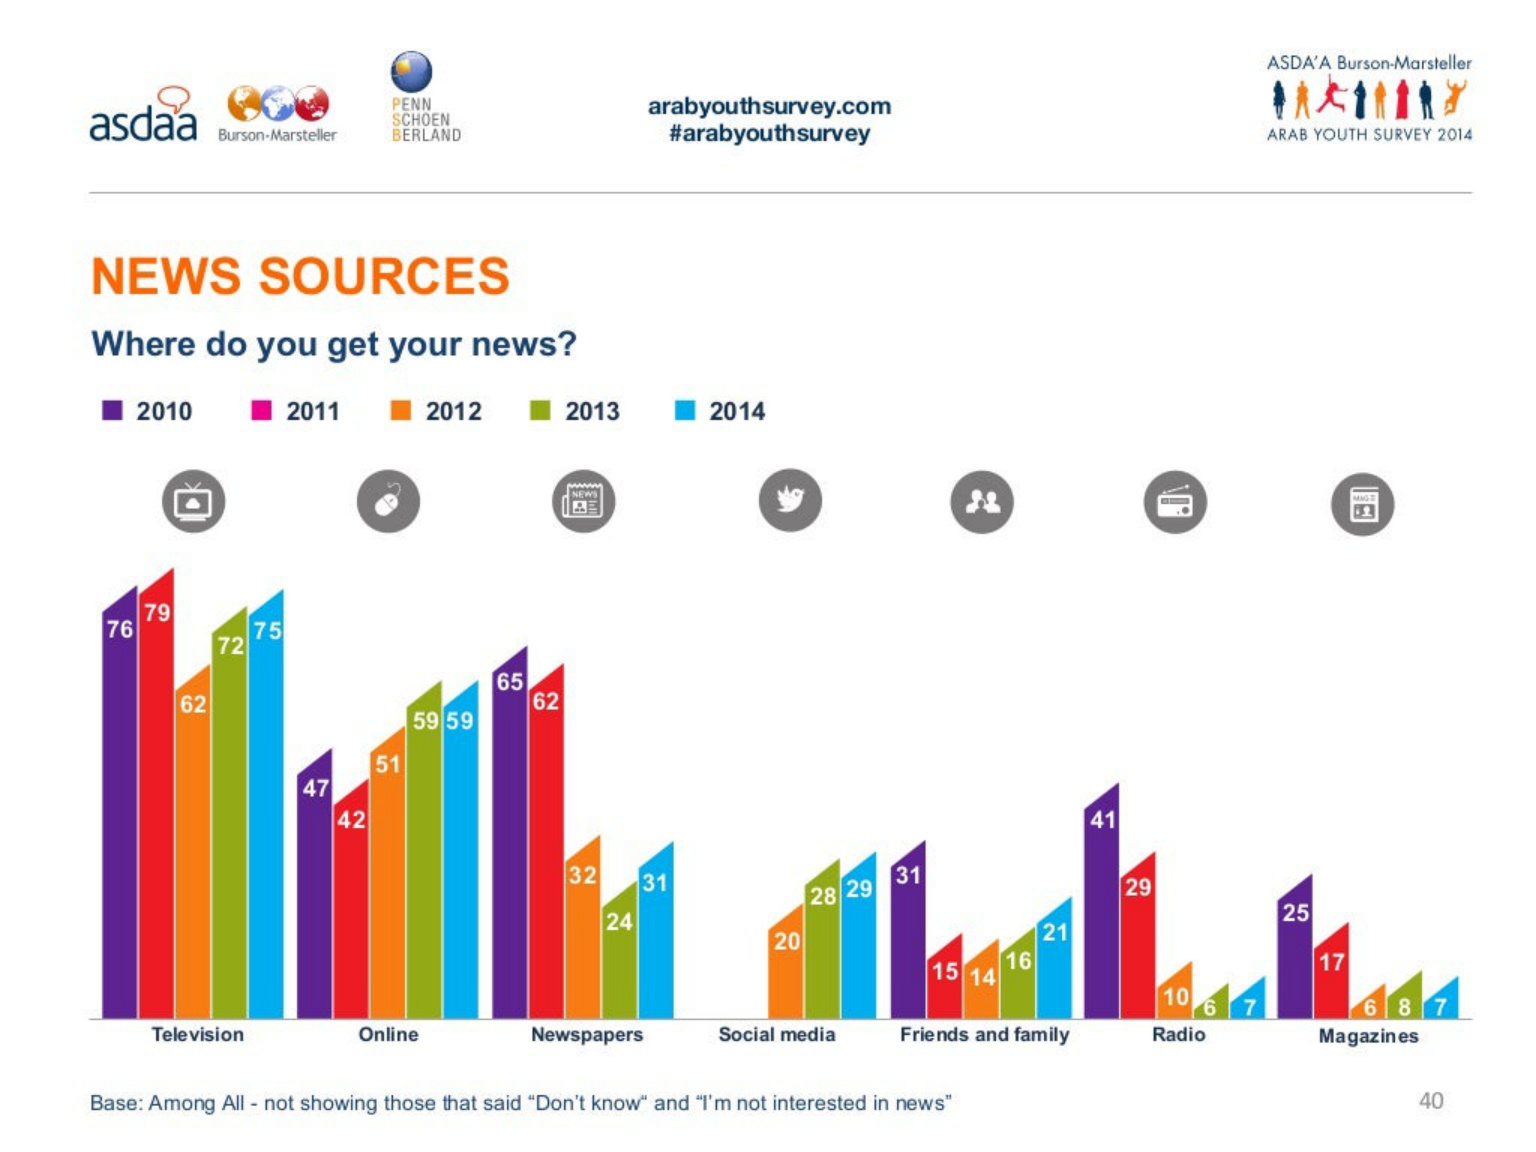 asdaa
Burson-Marsteller
PENN
SCHOEN
BERLAND
arabyouthsurvey.com
#arabyouthsurvey
ASDA'A Burson-Marsteller
ARAB YOUTH SURVEY 2014
NEWS SOURCES
Where do you get your news?
2010 2011 2012 2013 2014
NEWS
76 79 62 72 75
47 42 51 59 59
65 62 32 24 31
20 28 29
31 15 14 16 21
41 29 10 6 7
25 17 6 8 7
Television Online Newspapers Social media Friends and family Radio Magazines
Base: Among All - not showing those that said “Don't know“ and “I'm not interested in news”
40